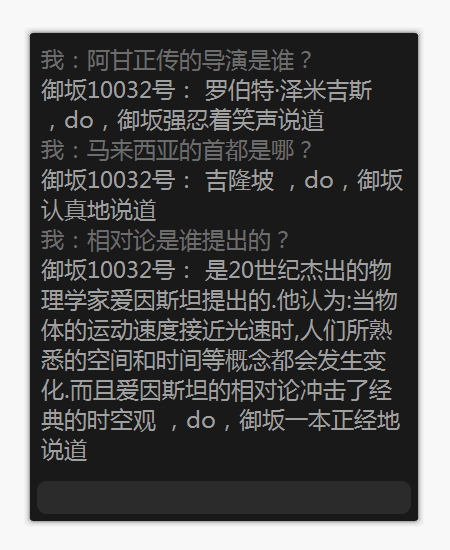 我：阿甘正传的导演是谁？
御坂10032号： 罗伯特·泽米吉斯
，do，御坂强忍着笑声说道
我：马来西亚的首都是哪？
御坂10032号： 吉隆坡 ，do，御坂
认真地说道
我：相对论是谁提出的？
御坂10032号： 是20世纪杰出的物
理学家爱因斯坦提出的.他认为:当物
体的运动速度接近光速时,人们所熟
悉的空间和时间等概念都会发生变
化.而且爱因斯坦的相对论冲击了经
典的时空观 ，do，御坂一本正经地
说道